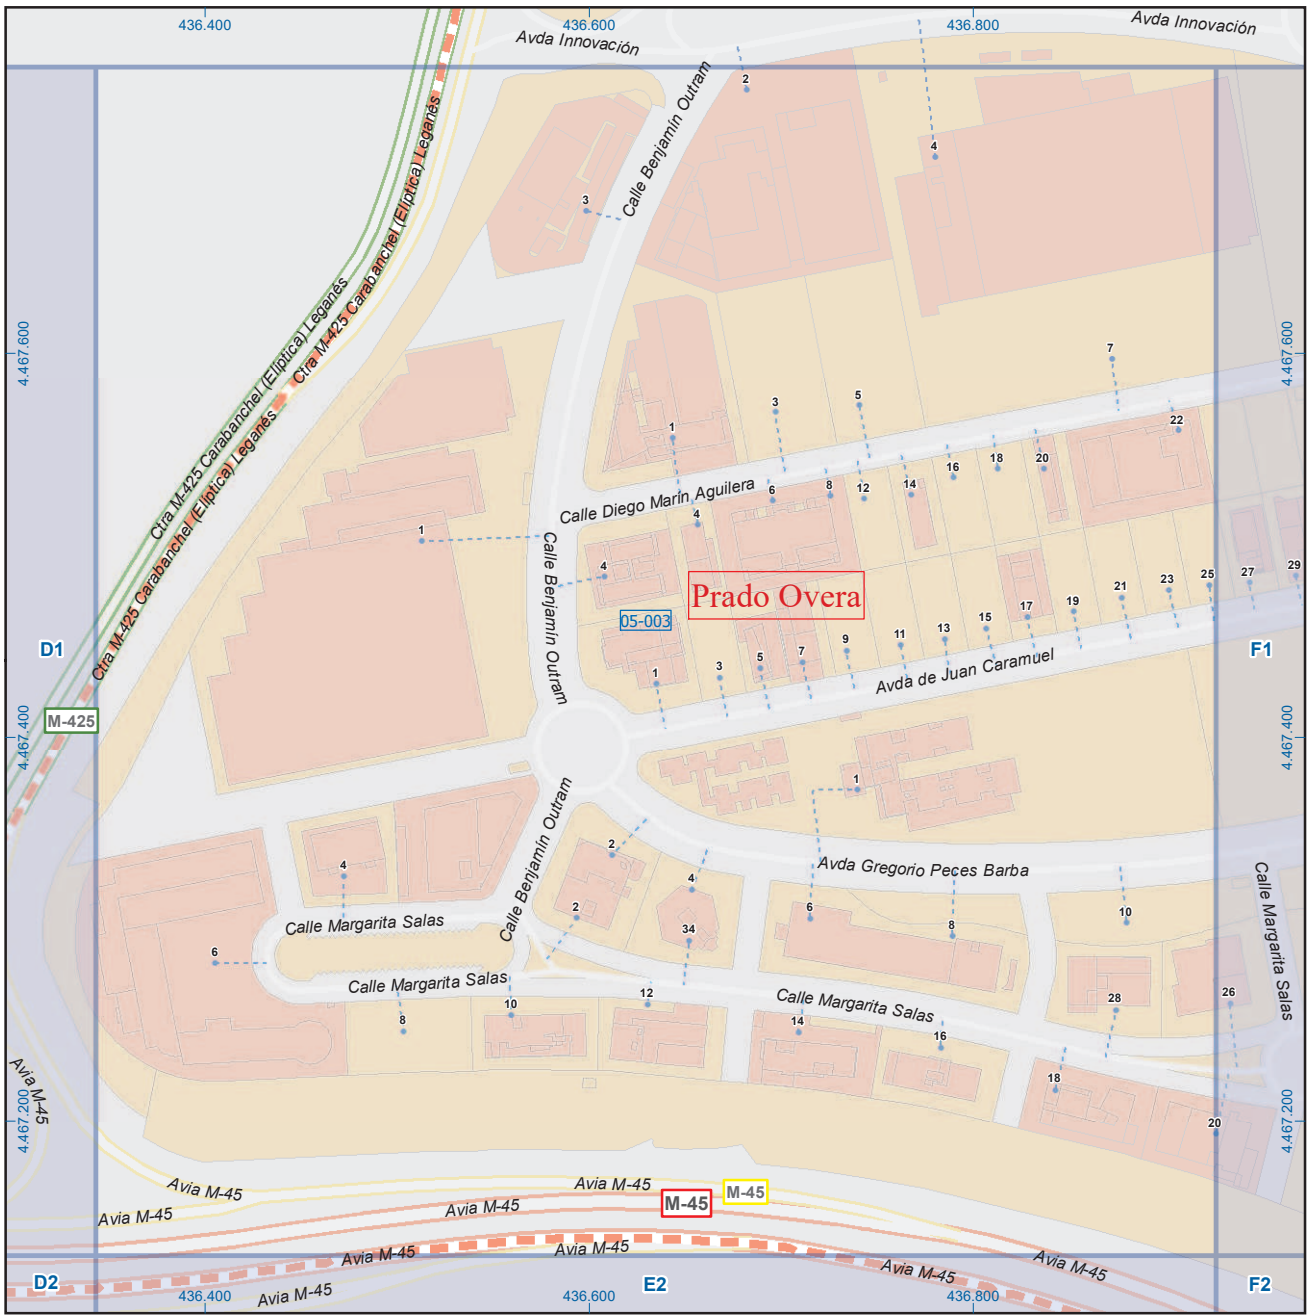 436.400
436.600
436.800
Avda Innovación
Avda Innovación
2
4
Calle Benjamín Outram
3
Ctra M-425 Carabanchel (Elíptica) Leganés
Ctra M-425 Carabanchel (Elíptica) Leganés
4.467.600
4.467.600
7
3
5
1
22
20
18
16
14
12
8
6
Calle Diego Marín Aguilera
4
Ctra M-425 Carabanchel (Elíptica) Leganés
Ctra M-425 Carabanchel (Elíptica) Leganés
1
Calle Benjamín Outram
4
Prado Overa
05-003
29
27
25
23
21
19
17
15
13
11
9
7
5
3
1
D1
F1
Avda de Juan Caramuel
M-425
4.467.400
4.467.400
1
Calle Benjamín Outram
2
4
Avda Gregorio Peces Barba
4
Calle Margarita Salas
2
34
6
8
10
Calle Margarita Salas
6
Calle Margarita Salas
8
10
12
Calle Margarita Salas
14
16
28
26
18
20
Avia M-45
4.467.200
4.467.200
Avia M-45
Avia M-45
M-45
M-45
Avia M-45
Avia M-45
Avia M-45
Avia M-45
Avia M-45
Avia M-45
D2
E2
F2
Avia M-45
436.400
436.600
436.800